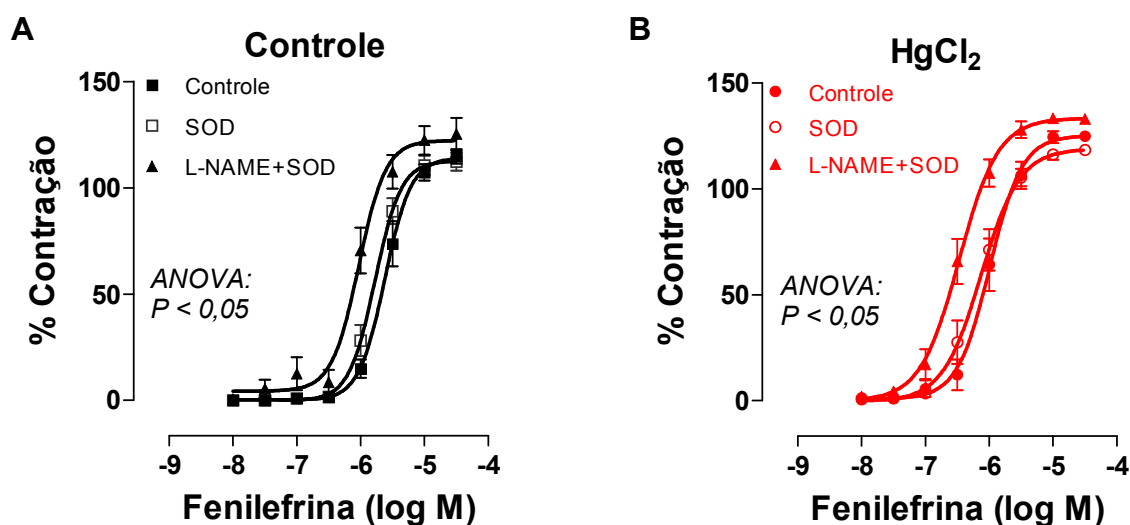 A
Controle
150
100
50
0
% Contração
Controle
SOD
L-NAME+SOD
ANOVA:
P < 0,05
-9 -8 -7 -6 -5 -4
Fenilefrina (log M)
B
HgCl₂
150
100
50
0
% Contração
Controle
SOD
L-NAME+SOD
ANOVA:
P < 0,05
-9 -8 -7 -6 -5 -4
Fenilefrina (log M)